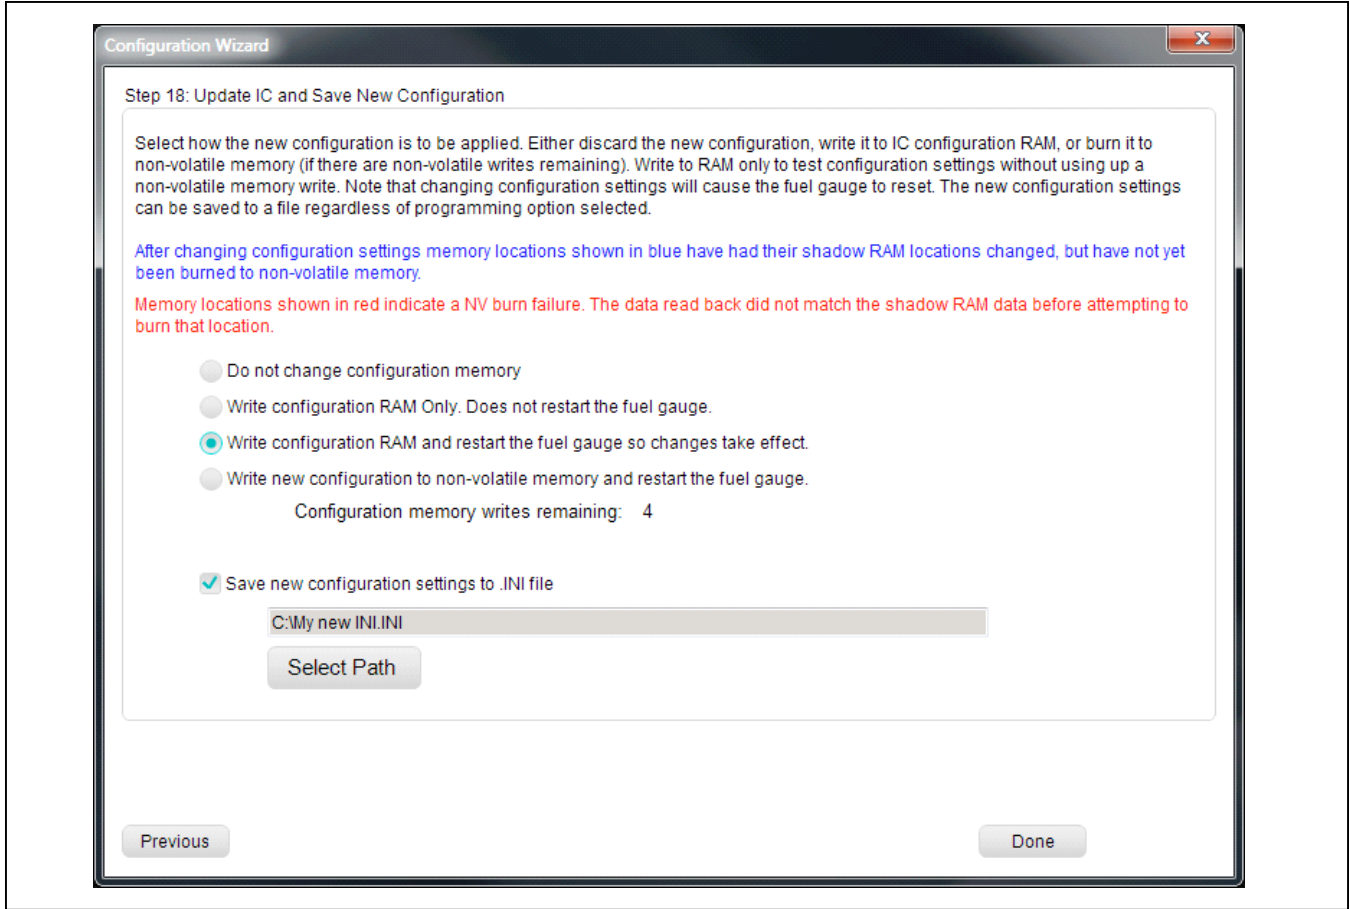 Configuration Wizard
x
Step 18: Update IC and Save New Configuration
Select how the new configuration is to be applied. Either discard the new configuration, write it to IC configuration RAM, or burn it to
non-volatile memory (if there are non-volatile writes remaining). Write to RAM only to test configuration settings without using up a
non-volatile memory write. Note that changing configuration settings will cause the fuel gauge to reset. The new configuration settings
can be saved to a file regardless of programming option selected.
After changing configuration settings memory locations shown in blue have had their shadow RAM locations changed, but have not yet
been burned to non-volatile memory.
Memory locations shown in red indicate a NV burn failure. The data read back did not match the shadow RAM data before attempting to
burn that location.
Do not change configuration memory
Write configuration RAM Only. Does not restart the fuel gauge.
Write configuration RAM and restart the fuel gauge so changes take effect.
Write new configuration to non-volatile memory and restart the fuel gauge.
Configuration memory writes remaining: 4
Save new configuration settings to .INI file
C:\My new INI.INI
Select Path
Previous
Done